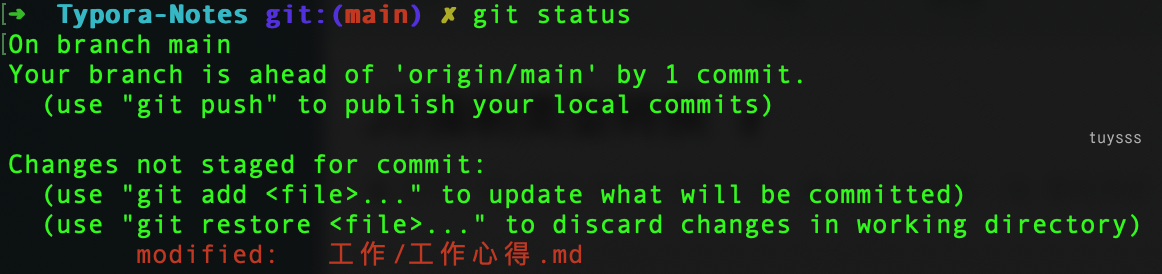 ➜  Typora-Notes git:(main) ✗ git status
On branch main
Your branch is ahead of 'origin/main' by 1 commit.
  (use "git push" to publish your local commits)
tuysss
Changes not staged for commit:
  (use "git add <file>..." to update what will be committed)
  (use "git restore <file>..." to discard changes in working directory)
        modified:   工作/工作心得.md